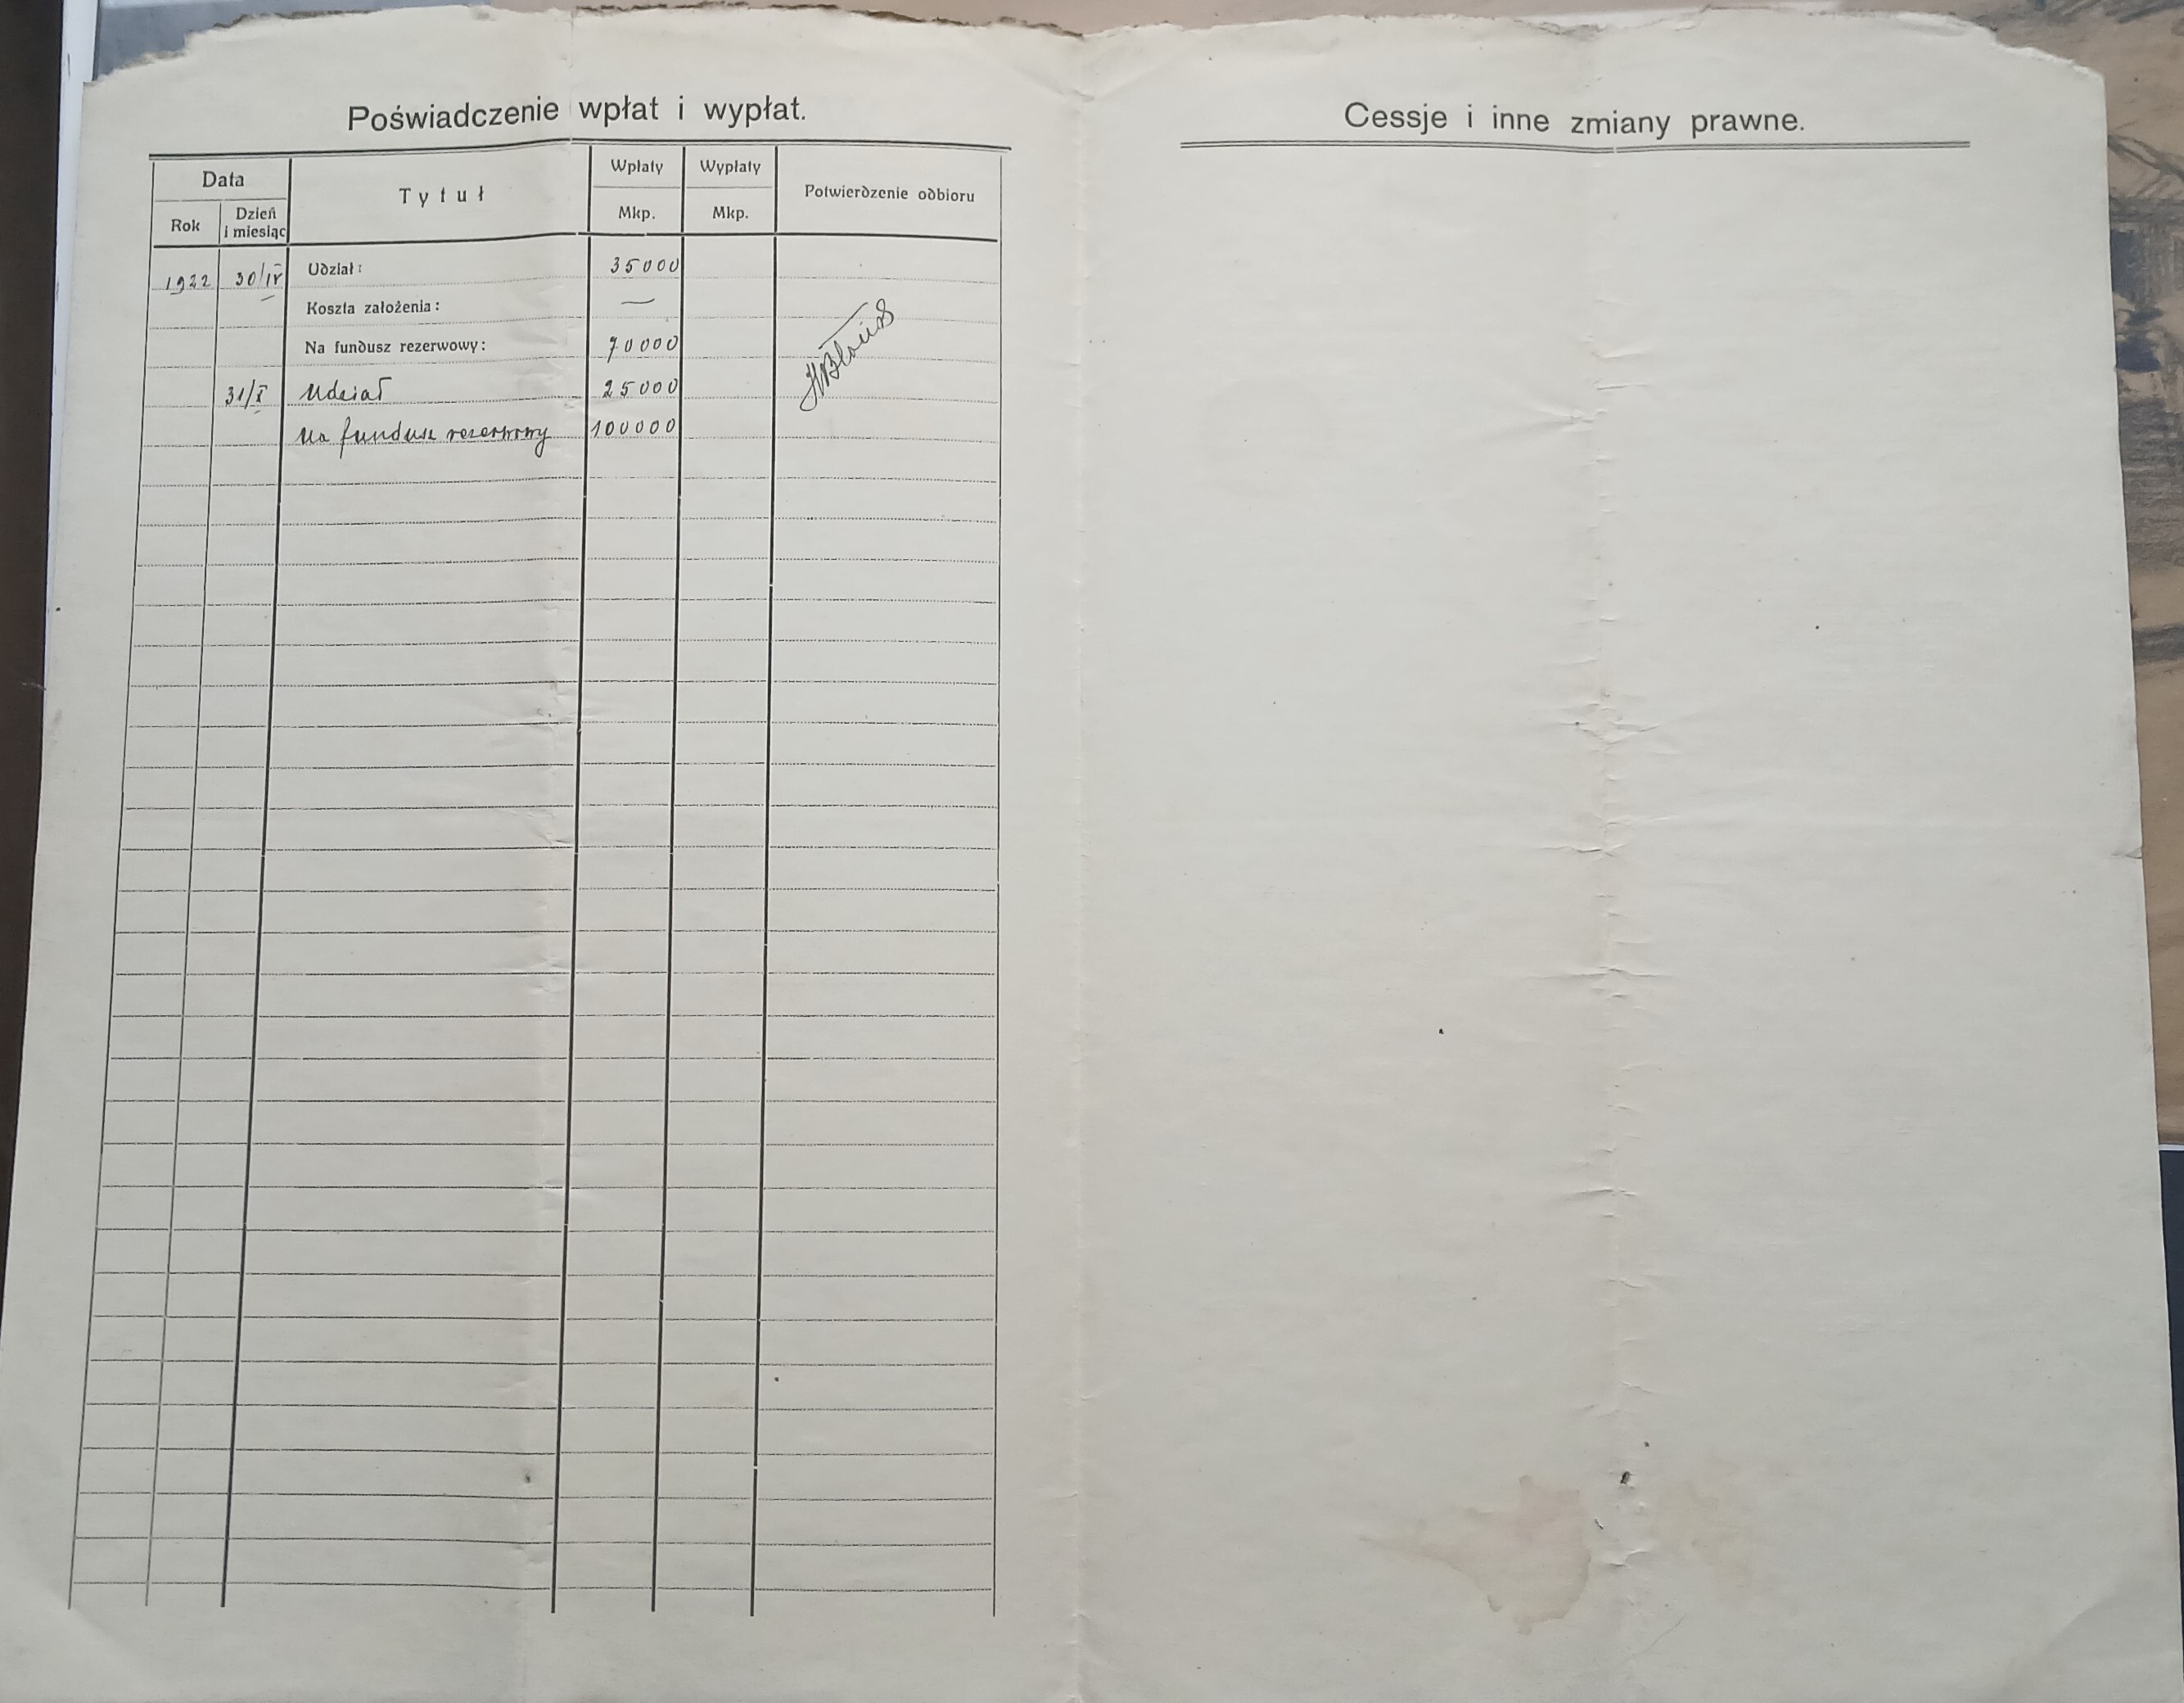 Poświadczenie wpłat i wypłat.
Data
Rok
Dzień
i miesiąc
Tytuł
Wpłaty
Mkp.
Wypłaty
Mkp.
Potwierdzenie odbioru
1922 30/IV Udział: 35000
Koszta założenia: —
Na fundusz rezerwowy: 70000
31/X Udział 25000
Na fundusz rezerwowy 100000
Cessje i inne zmiany prawne.